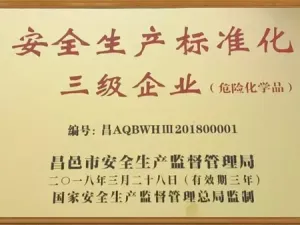 安全生产标准化
三级企业（危险化学品）
编号:昌AQBWHⅢ201800001
昌邑市安全生产监督管理局
二〇一八年三月二十八日(有效期三年)
国家安全生产监督管理总局监制